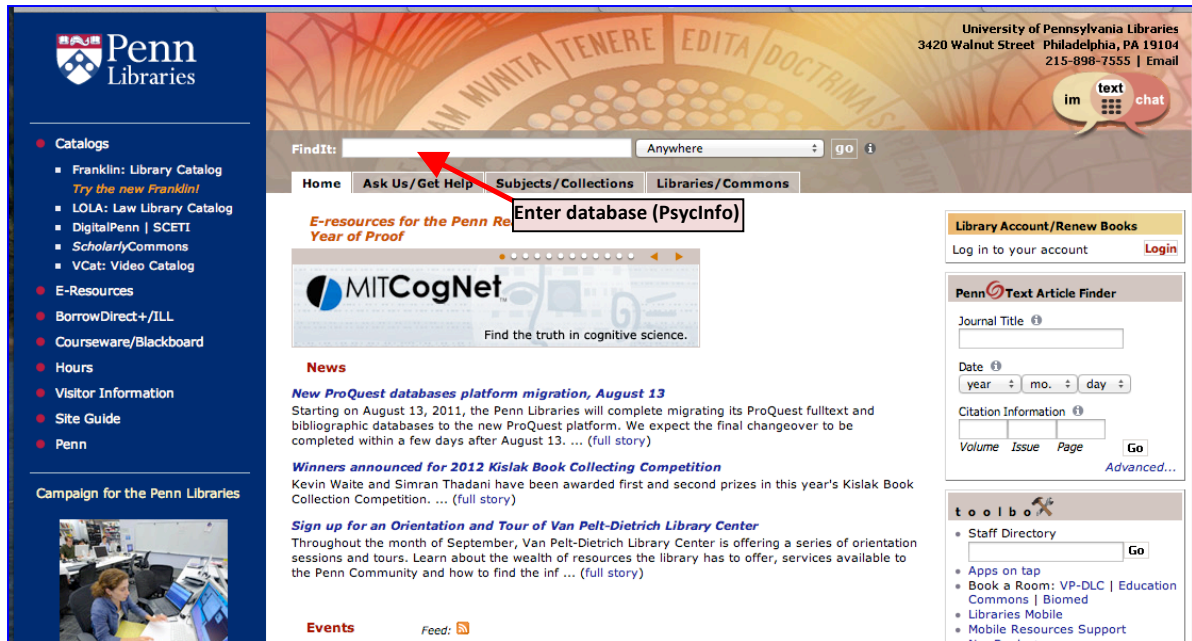 Penn
Libraries
MVNITA TENERE EDITA DOCTRINA
University of Pennsylvania Libraries
3420 Walnut Street Philadelphia, PA 19104
215-898-7555 | Email
im text chat
FindIt: Anywhere go i
Home Ask Us/Get Help Subjects/Collections Libraries/Commons
Enter database (PsycInfo)
Catalogs
Franklin: Library Catalog
Try the new Franklin!
LOLA: Law Library Catalog
DigitalPenn | SCETI
ScholarlyCommons
VCat: Video Catalog
E-Resources
BorrowDirect+/ILL
Courseware/Blackboard
Hours
Visitor Information
Site Guide
Penn
Campaign for the Penn Libraries
E-resources for the Penn
Year of Proof
MITCogNet
Find the truth in cognitive science.
News
New ProQuest databases platform migration, August 13
Starting on August 13, 2011, the Penn Libraries will complete migrating its ProQuest fulltext and
bibliographic databases to the new ProQuest platform. We expect the final changeover to be
completed within a few days after August 13. ... (full story)
Winners announced for 2012 Kislak Book Collecting Competition
Kevin Waite and Simran Thadani have been awarded first and second prizes in this year's Kislak Book
Collection Competition. ... (full story)
Sign up for an Orientation and Tour of Van Pelt-Dietrich Library Center
Throughout the month of September, Van Pelt-Dietrich Library Center is offering a series of orientation
sessions and tours. Learn about the wealth of resources the library has to offer, services available to
the Penn Community and how to find the inf ... (full story)
Events Feed:
Library Account/Renew Books
Log in to your account Login
Penn Text Article Finder
Journal Title i
Date i
year mo. day
Citation Information i
Volume Issue Page Go
Advanced...
toolbo
Staff Directory
Go
Apps on tap
Book a Room: VP-DLC | Education
Commons | Biomed
Libraries Mobile
Mobile Resources Support